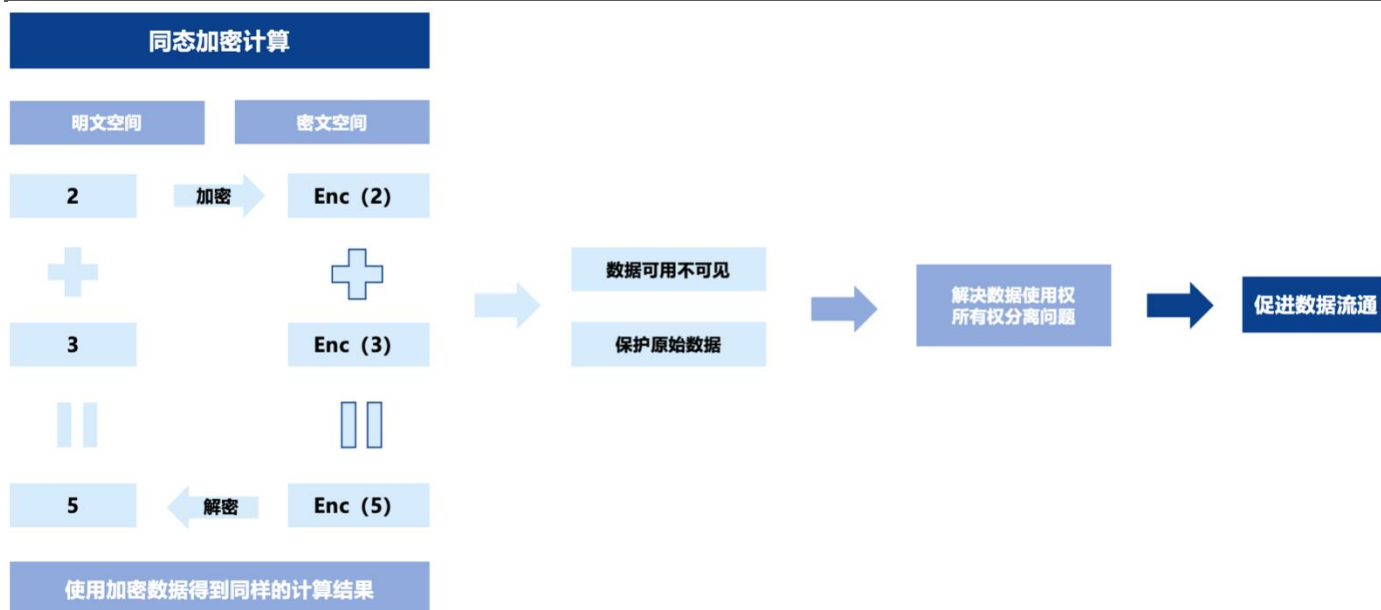 同态加密计算
明文空间
密文空间
2
加密
Enc（2）
3
Enc（3）
5
解密
Enc（5）
使用加密数据得到同样的计算结果
数据可用不可见
保护原始数据
解决数据使用权
所有权分离问题
促进数据流通